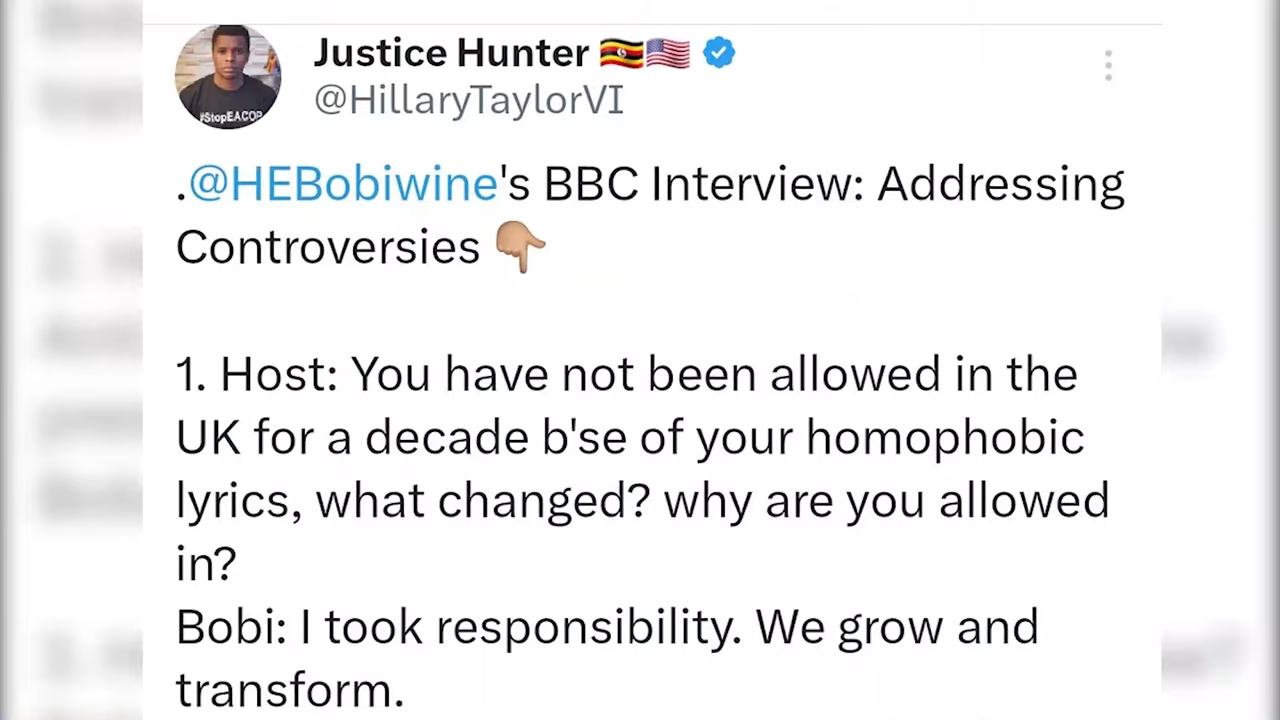 Justice Hunter 🇺🇬🇺🇸
@HillaryTaylorVI
#StopEACOP
.@HEBobiwine's BBC Interview: Addressing
Controversies 👇🏽
1. Host: You have not been allowed in the
UK for a decade b'se of your homophobic
lyrics, what changed? why are you allowed
in?
Bobi: I took responsibility. We grow and
transform.